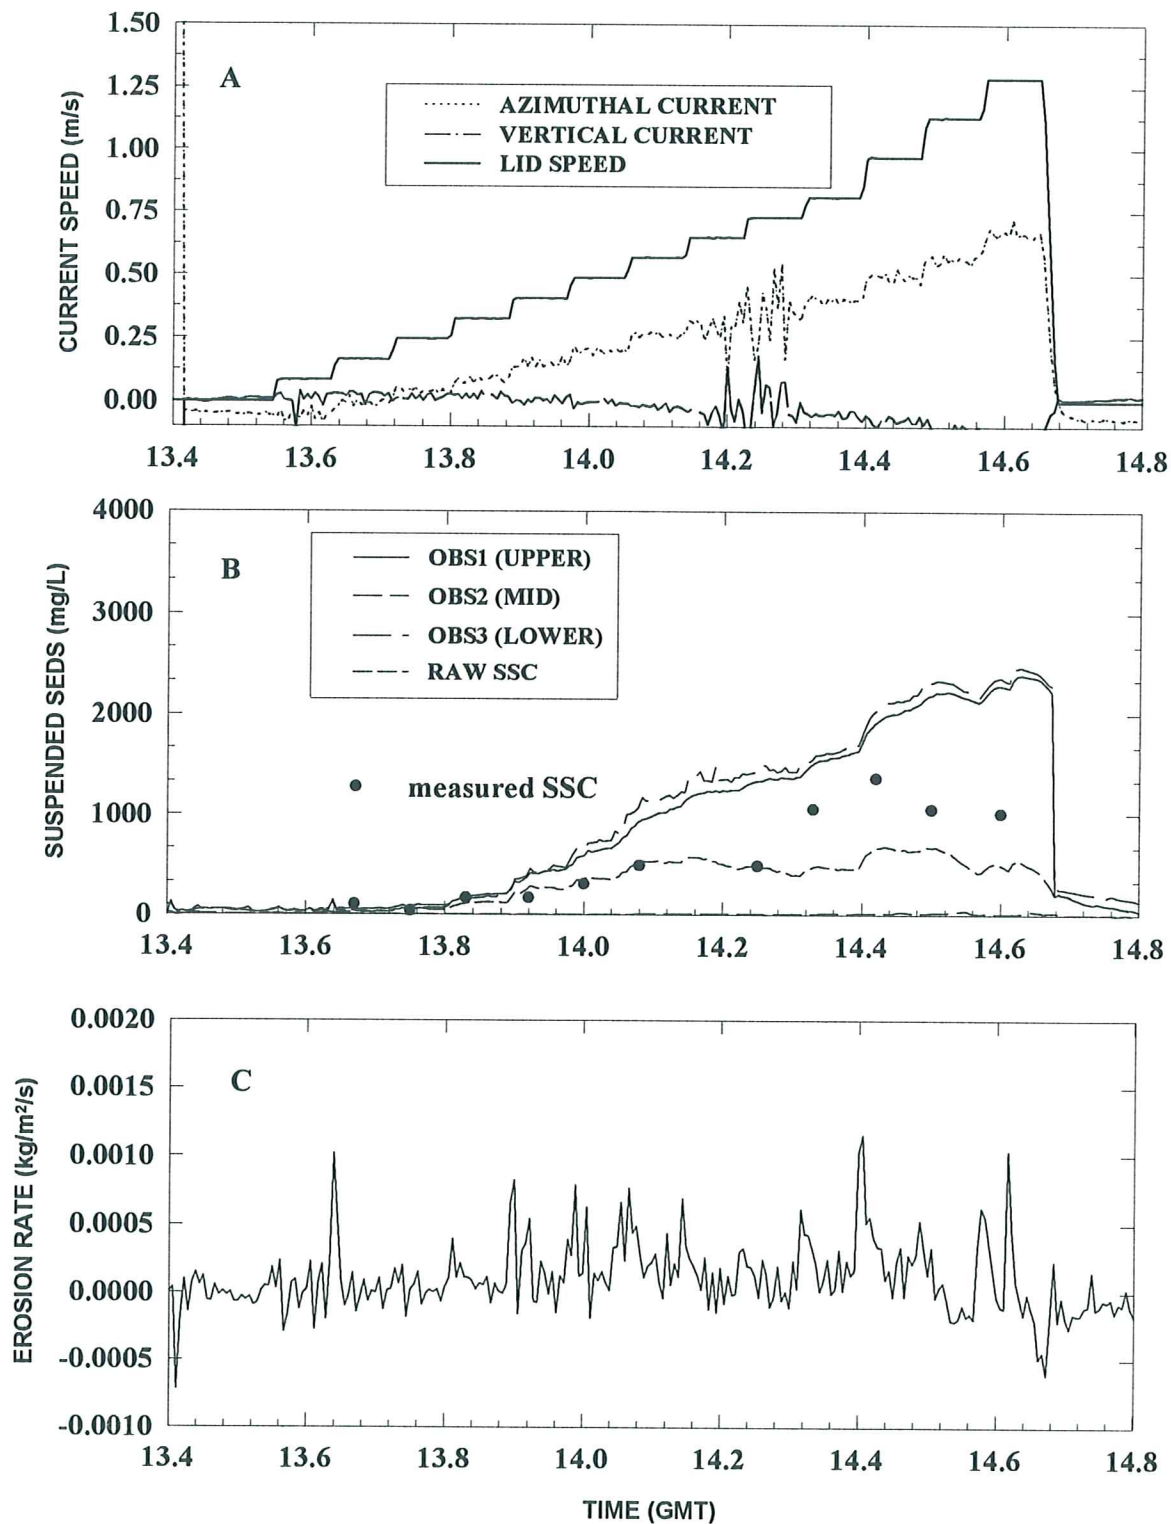 1.50
A
1.25
AZIMUTHAL CURRENT
VERTICAL CURRENT
LID SPEED
1.00
0.75
0.50
0.25
0.00
CURRENT SPEED (m/s)
13.4 13.6 13.8 14.0 14.2 14.4 14.6 14.8
4000
B
OBS1 (UPPER)
OBS2 (MID)
OBS3 (LOWER)
RAW SSC
3000
2000
measured SSC
1000
0
SUSPENDED SEDS (mg/L)
13.4 13.6 13.8 14.0 14.2 14.4 14.6 14.8
0.0020
C
0.0015
0.0010
0.0005
0.0000
-0.0005
-0.0010
EROSION RATE (kg/m²/s)
13.4 13.6 13.8 14.0 14.2 14.4 14.6 14.8
TIME (GMT)